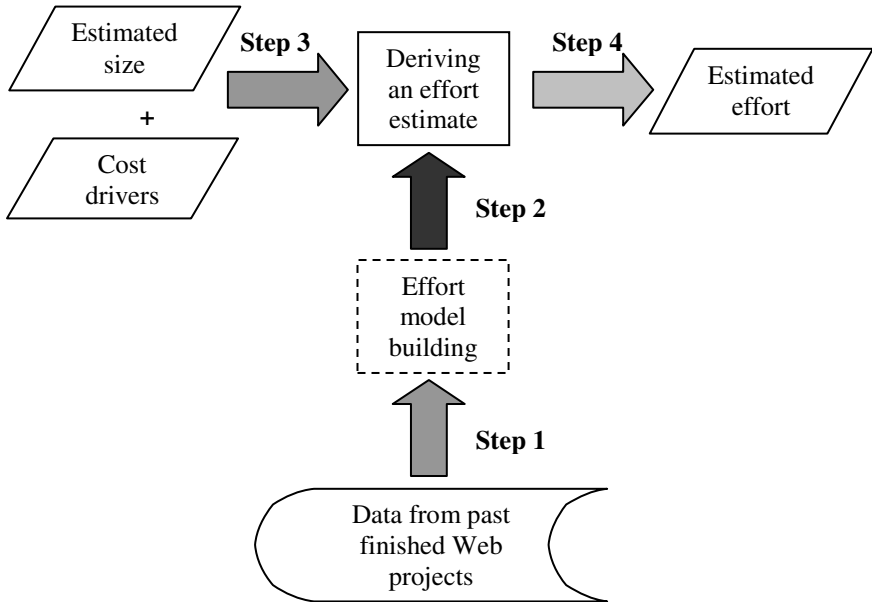 Estimated
size
+
Cost
drivers
Step 3
Deriving
an effort
estimate
Step 4
Estimated
effort
Step 2
Effort
model
building
Step 1
Data from past
finished Web
projects